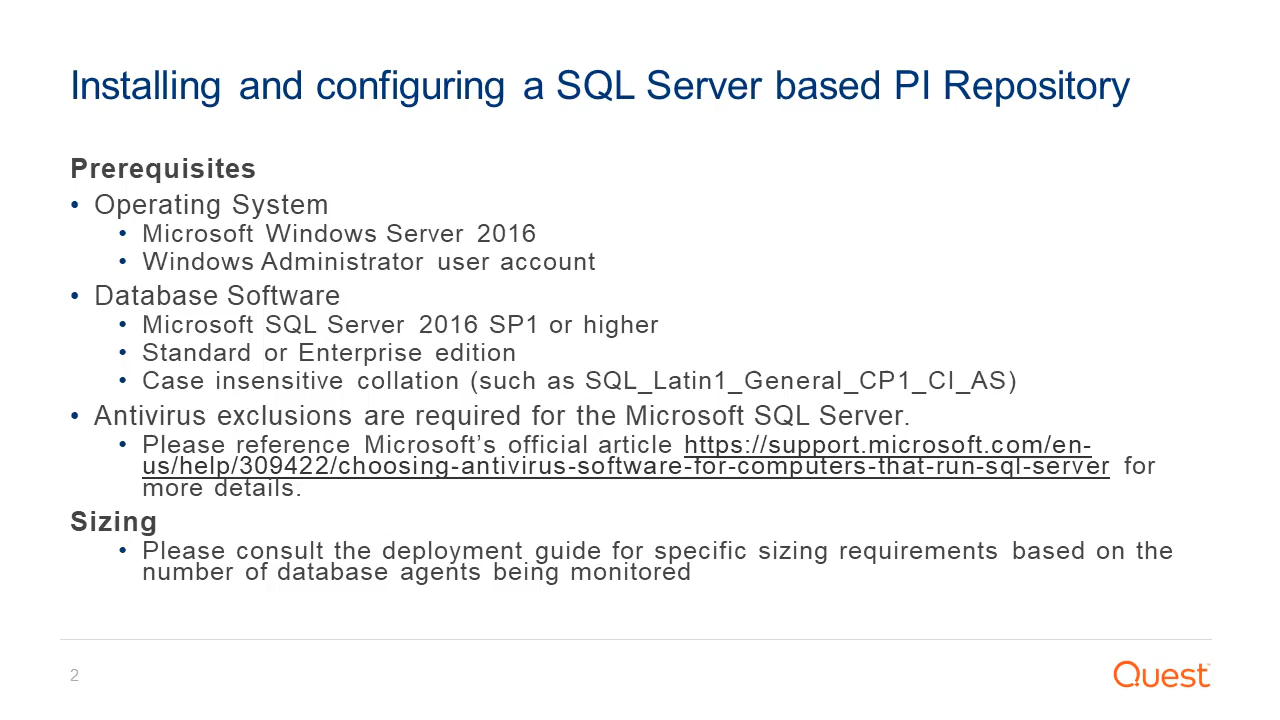 Installing and configuring a SQL Server based PI Repository
Prerequisites
• Operating System
• Microsoft Windows Server 2016
• Windows Administrator user account
• Database Software
• Microsoft SQL Server 2016 SP1 or higher
• Standard or Enterprise edition
• Case insensitive collation (such as SQL_Latin1_General_CP1_CI_AS)
• Antivirus exclusions are required for the Microsoft SQL Server.
• Please reference Microsoft’s official article https://support.microsoft.com/en-
us/help/309422/choosing-antivirus-software-for-computers-that-run-sql-server for
more details.
Sizing
• Please consult the deployment guide for specific sizing requirements based on the
number of database agents being monitored
2
Quest